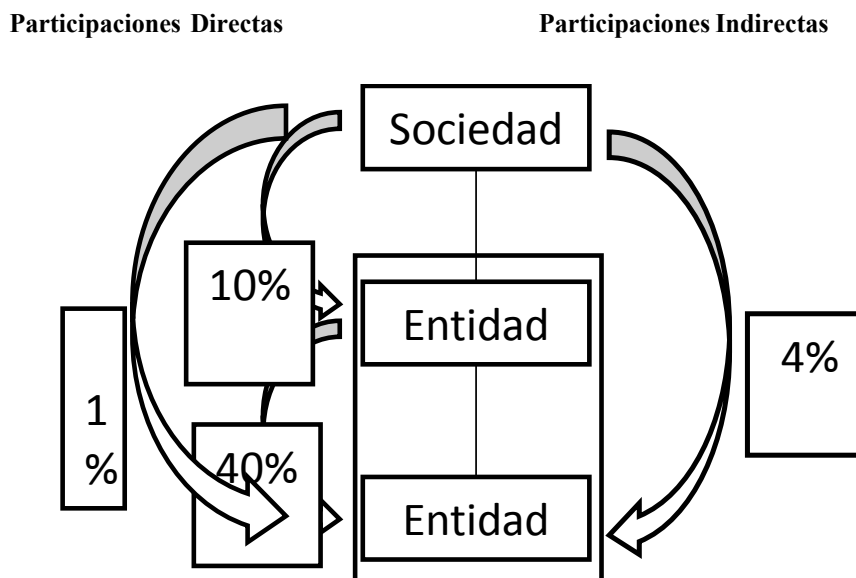 Participaciones Directas
Participaciones Indirectas
Sociedad
10%
Entidad
4%
1
%
40%
Entidad